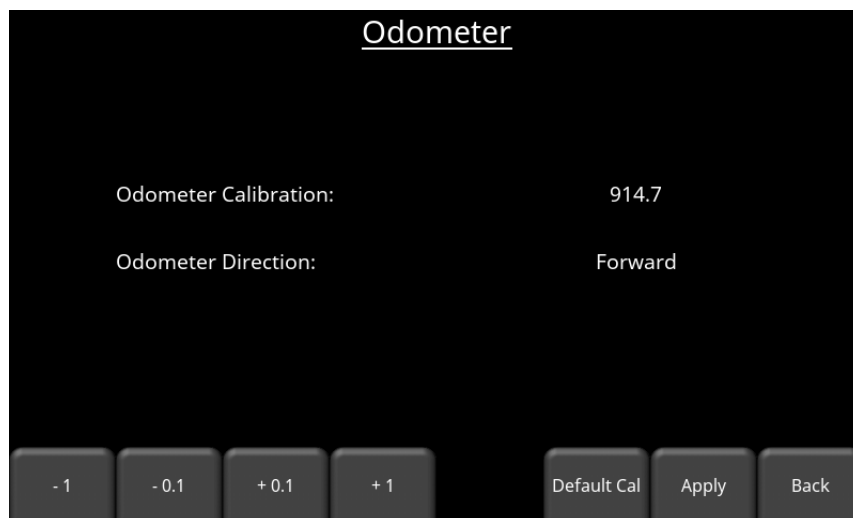 Odometer
Odometer Calibration: 914.7
Odometer Direction: Forward
- 1 - 0.1 + 0.1 + 1 Default Cal Apply Back